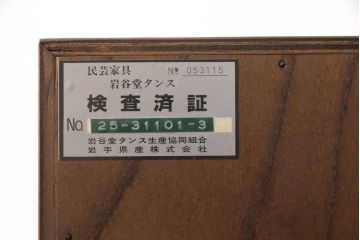 民芸家具 № 053115
岩谷堂タンス
検査済証
No. 25-31101-3
岩谷堂タンス生産協同組合
岩手県産株式会社